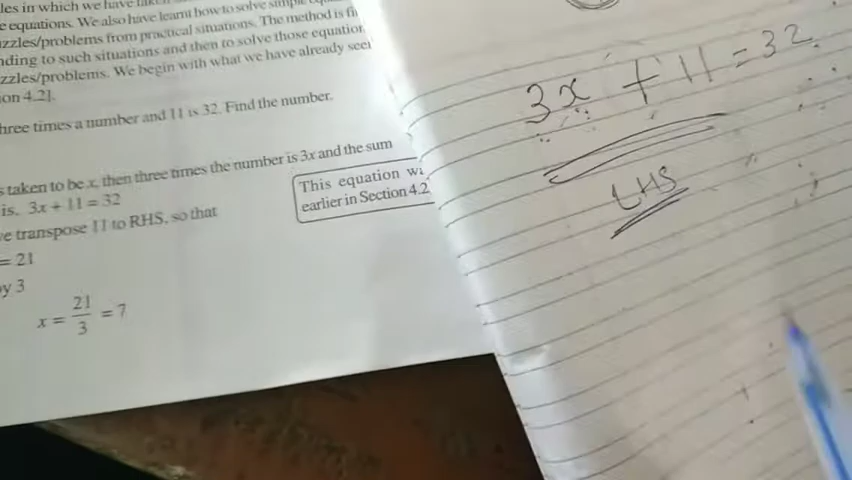 les in which we have taken
e equations. We also have learnt how to solve simple
zzles/problems from practical situations. The method is
nding to such situations and then to solve those equation
zzles/problems. We begin with what we have already see
on 4.2].
hree times a number and 11 is 32. Find the number.
s taken to be x, then three times the number is 3x and the sum
is, 3x + 11 = 32
e transpose 11 to RHS, so that
= 21
y 3
x = 21/3 = 7
This equation w
earlier in Section 4.2
3x + 11 = 32
LHS